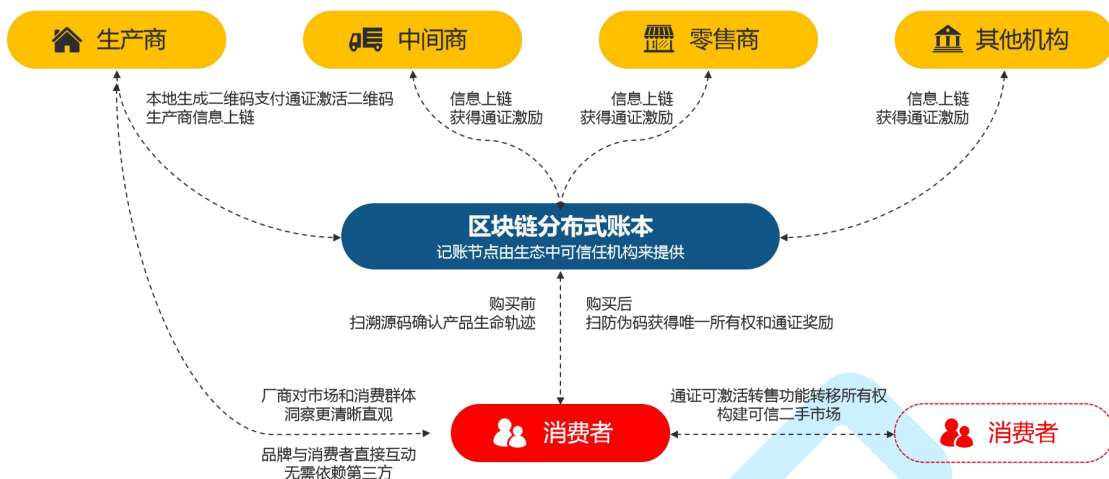 生产商
中间商
零售商
其他机构
本地生成二维码支付通证激活二维码
生产商信息上链
信息上链
获得通证激励
信息上链
获得通证激励
信息上链
获得通证激励
区块链分布式账本
记账节点由生态中可信任机构来提供
购买前
扫溯源码确认产品生命轨迹
购买后
扫防伪码获得唯一所有权和通证奖励
厂商对市场和消费群体
洞察更清晰直观
品牌与消费者直接互动
无需依赖第三方
消费者
通证可激活转售功能转移所有权
构建可信二手市场
消费者